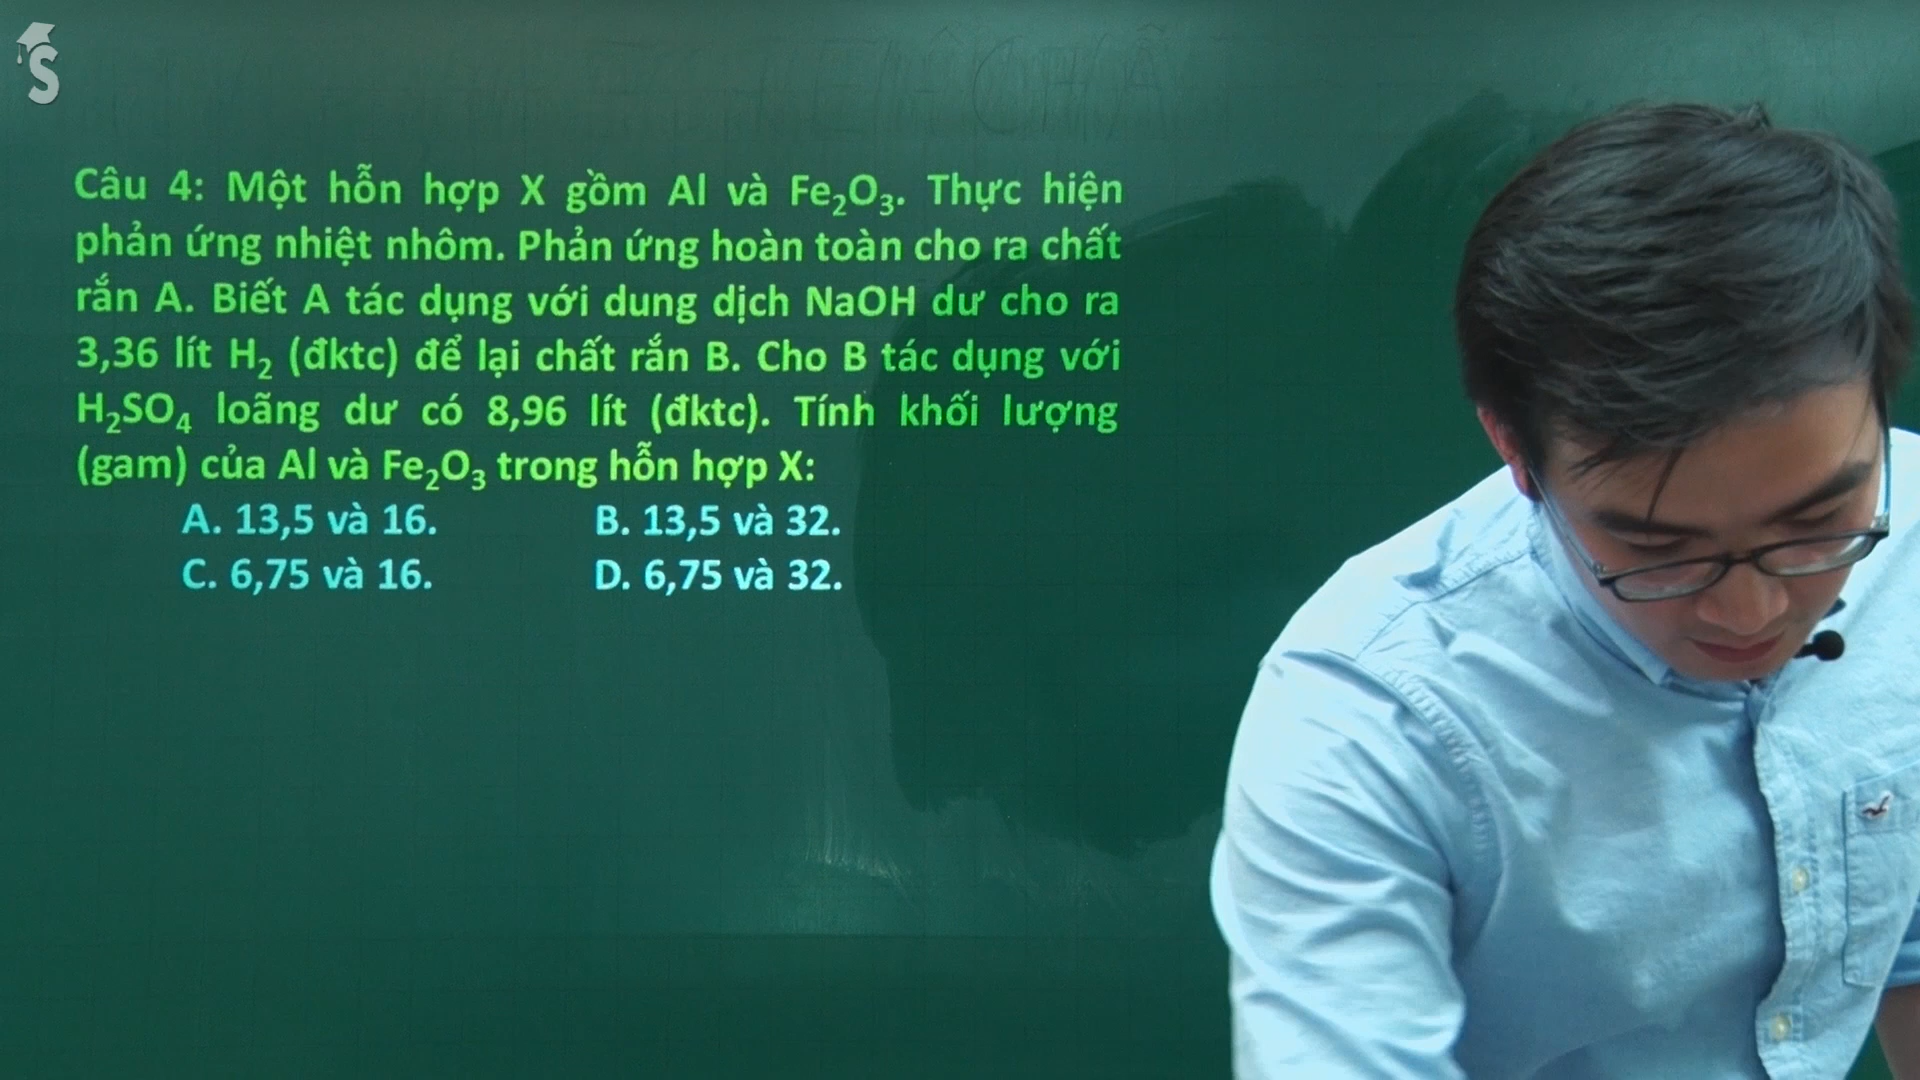 S
Câu 4: Một hỗn hợp X gồm Al và Fe₂O₃. Thực hiện
phản ứng nhiệt nhôm. Phản ứng hoàn toàn cho ra chất
rắn A. Biết A tác dụng với dung dịch NaOH dư cho ra
3,36 lít H₂ (đktc) để lại chất rắn B. Cho B tác dụng với
H₂SO₄ loãng dư có 8,96 lít (đktc). Tính khối lượng
(gam) của Al và Fe₂O₃ trong hỗn hợp X:
A. 13,5 và 16. B. 13,5 và 32.
C. 6,75 và 16. D. 6,75 và 32.